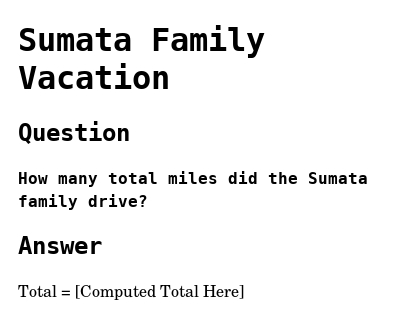 Sumata Family
Vacation
Question
How many total miles did the Sumata
family drive?
Answer
Total = [Computed Total Here]